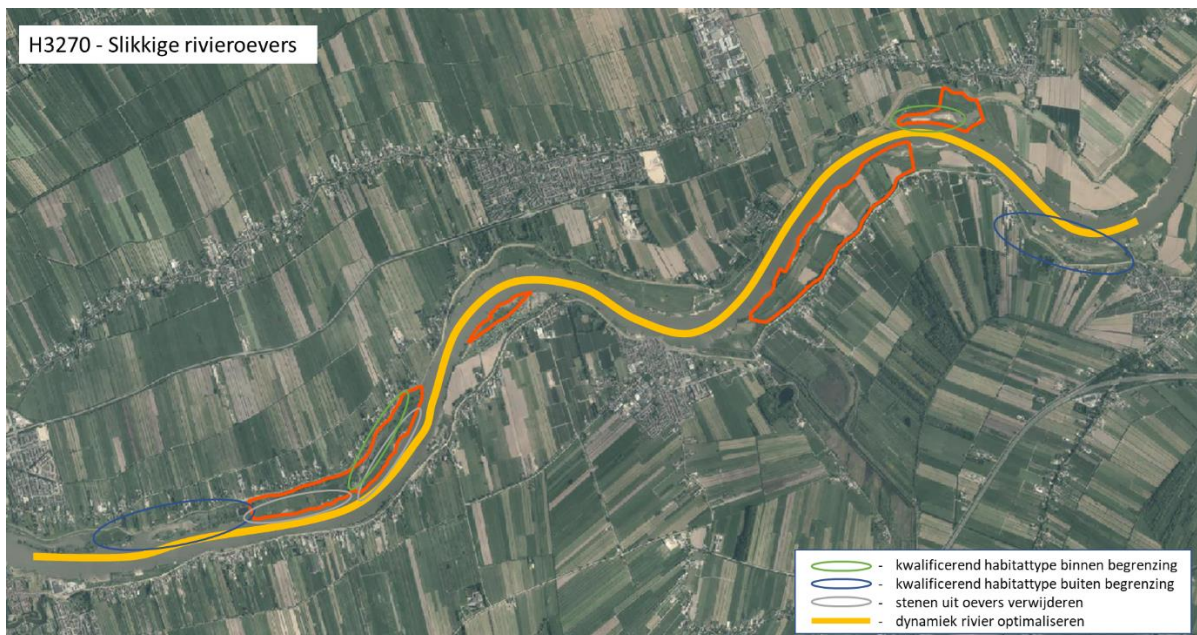 H3270 - Slikkige rivieroevers
- kwalificerend habitattype binnen begrenzing
- kwalificerend habitattype buiten begrenzing
- stenen uit oevers verwijderen
- dynamiek rivier optimaliseren